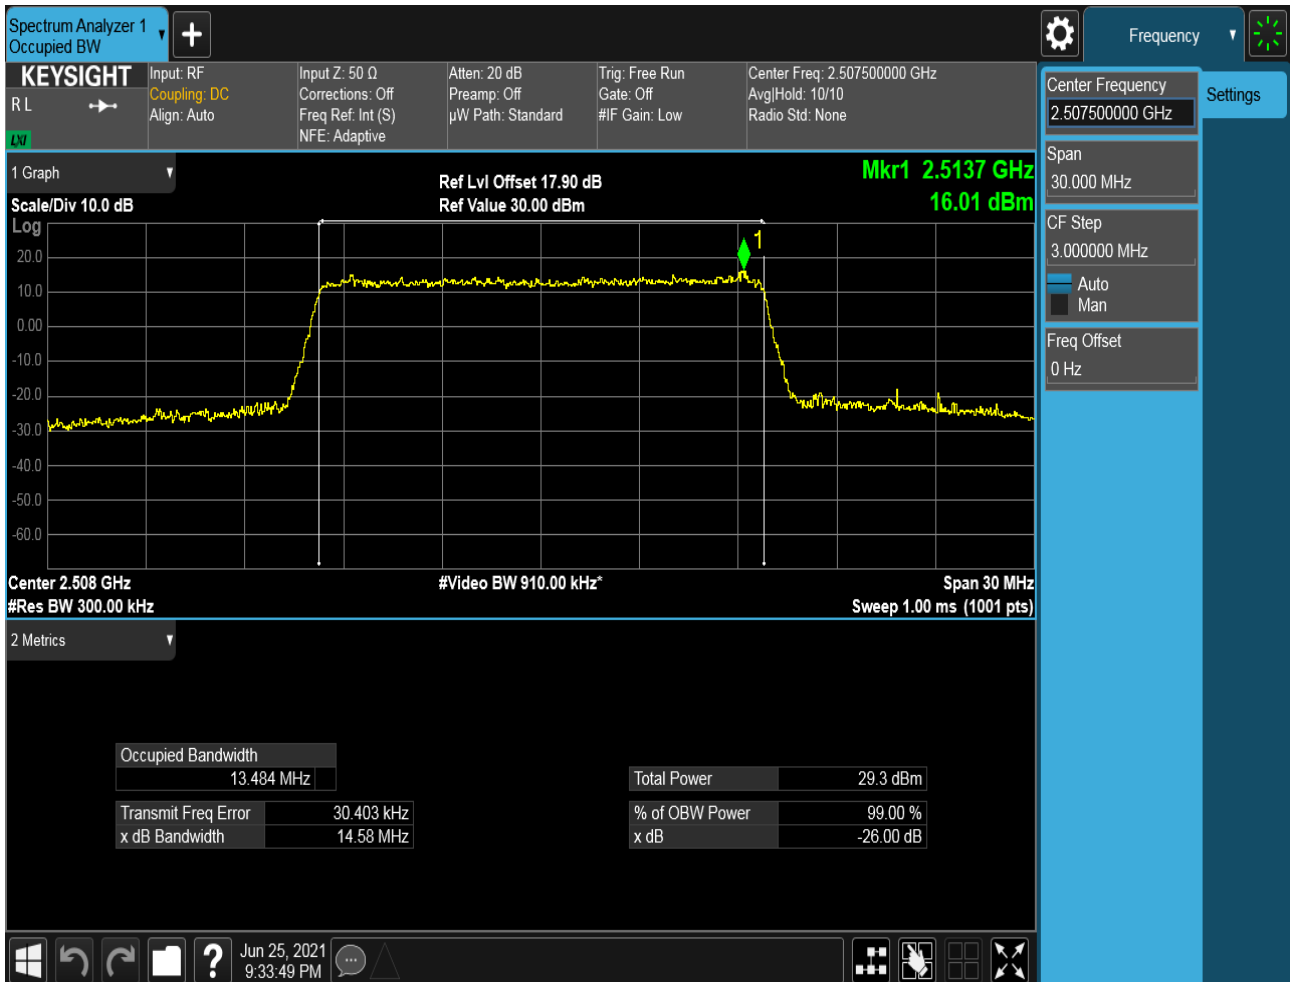 Spectrum Analyzer 1
Occupied BW
Frequency
KEYSIGHT
R L
LXI
Input: RF
Coupling: DC
Align: Auto
Input Z: 50 Ω
Corrections: Off
Freq Ref: Int (S)
NFE: Adaptive
Atten: 20 dB
Preamp: Off
µW Path: Standard
Trig: Free Run
Gate: Off
#IF Gain: Low
Center Freq: 2.507500000 GHz
Avg|Hold: 10/10
Radio Std: None
Center Frequency
2.507500000 GHz
Settings
Span
30.000 MHz
CF Step
3.000000 MHz
Auto
Man
Freq Offset
0 Hz
1 Graph
Scale/Div 10.0 dB
Ref Lvl Offset 17.90 dB
Ref Value 30.00 dBm
Mkr1 2.5137 GHz
16.01 dBm
Log
1
20.0
10.0
0.00
-10.0
-20.0
-30.0
-40.0
-50.0
-60.0
Center 2.508 GHz
#Video BW 910.00 kHz*
Span 30 MHz
#Res BW 300.00 kHz
Sweep 1.00 ms (1001 pts)
2 Metrics
Occupied Bandwidth
13.484 MHz
Transmit Freq Error 30.403 kHz
x dB Bandwidth 14.58 MHz
Total Power 29.3 dBm
% of OBW Power 99.00 %
x dB -26.00 dB
?
Jun 25, 2021
9:33:49 PM